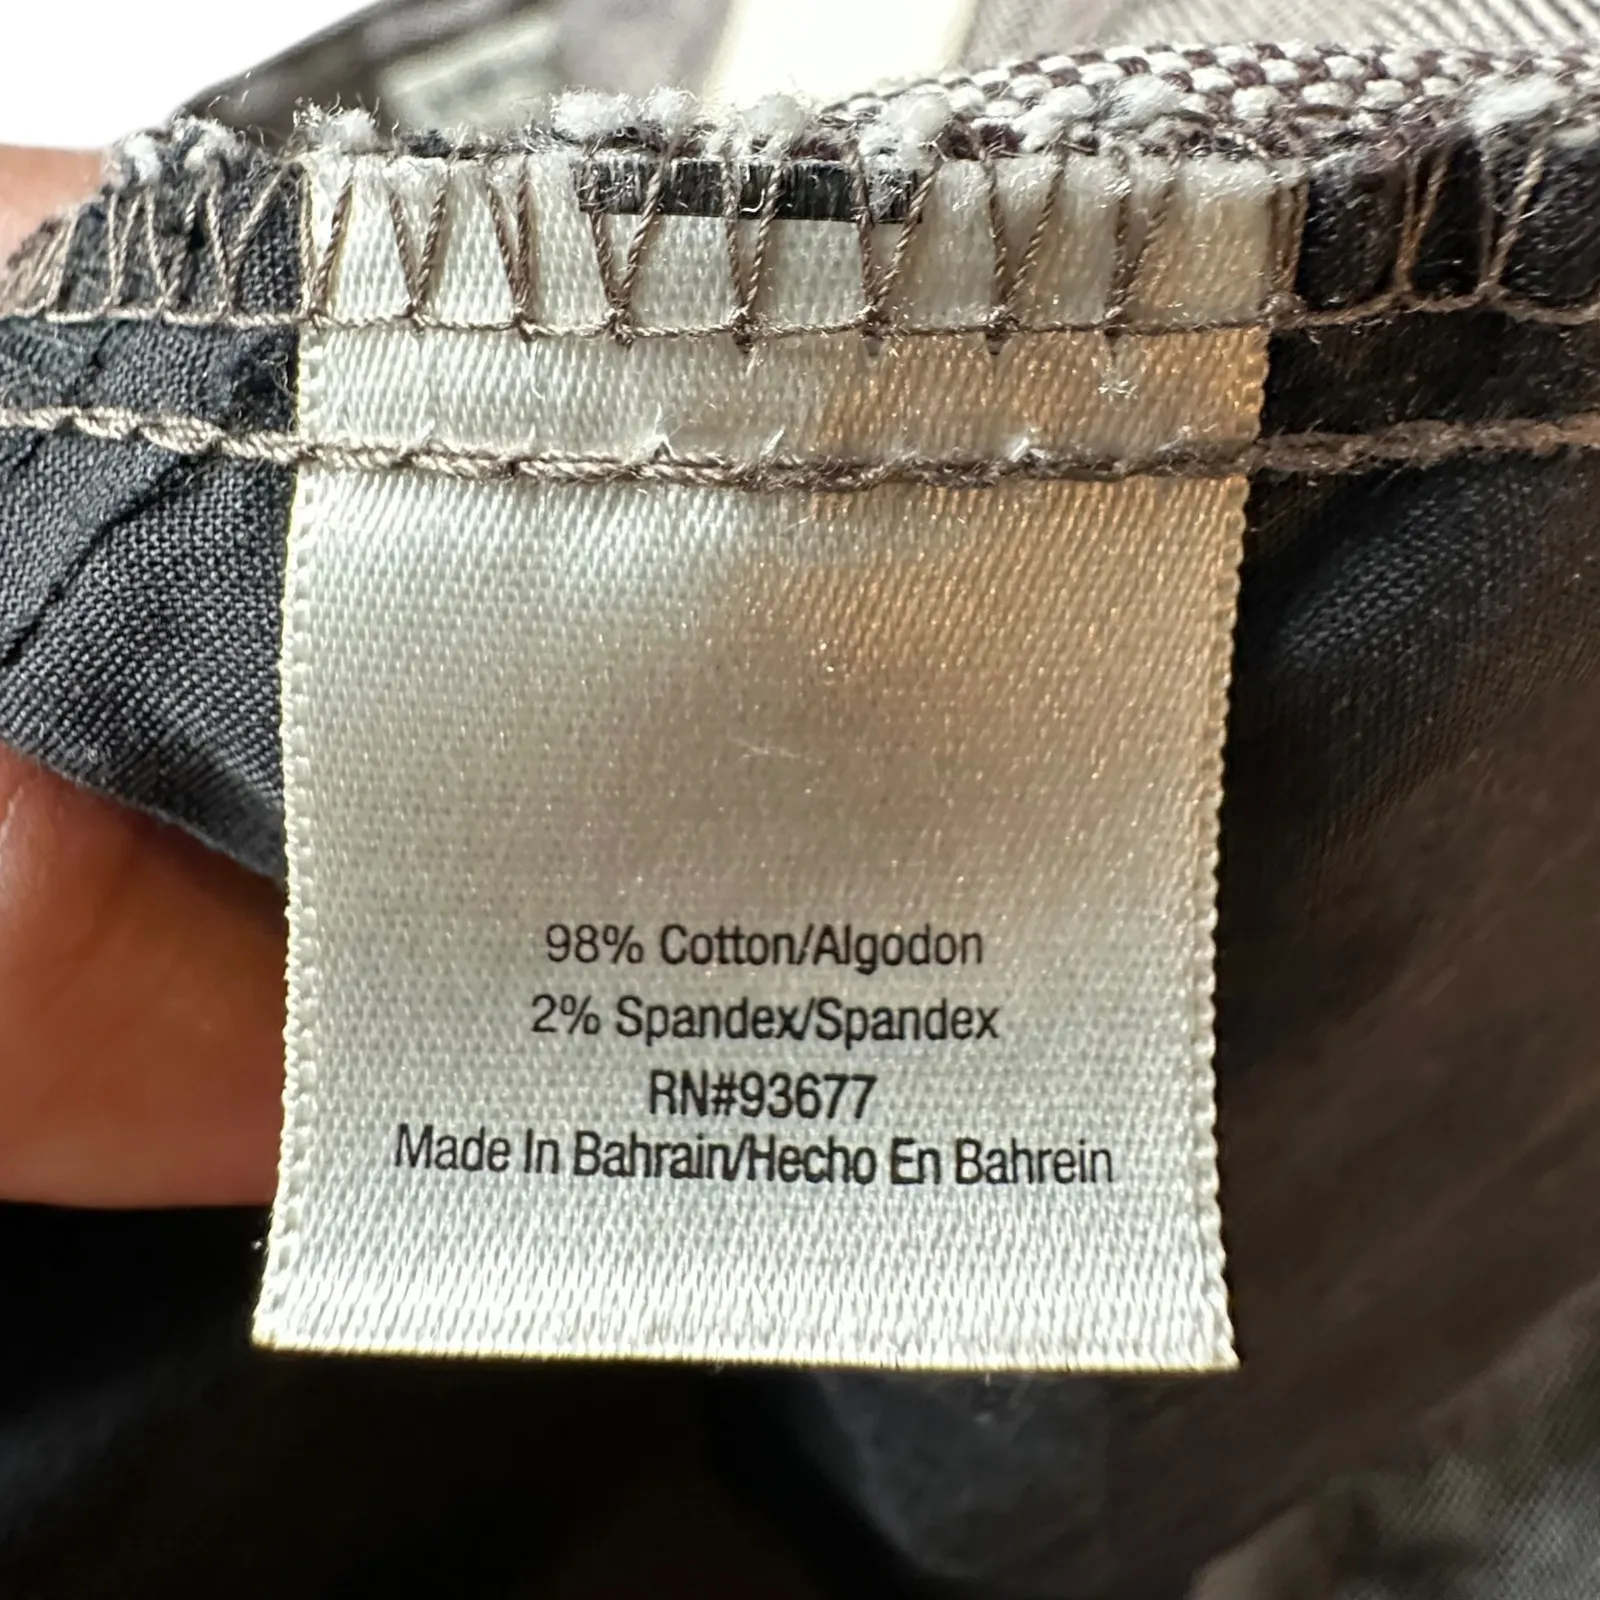 98% Cotton/Algodon
2% Spandex/Spandex
RN#93677
Made In Bahrain/Hecho En Bahrein